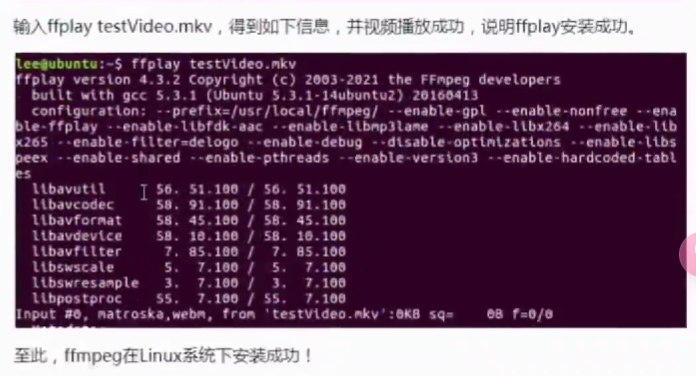 输入ffplay testVideo.mkv，得到如下信息，并视频播放成功，说明ffplay安装成功。
lee@ubuntu:~$ ffplay testVideo.mkv
ffplay version 4.3.2 Copyright (c) 2003-2021 the FFmpeg developers
  built with gcc 5.3.1 (Ubuntu 5.3.1-14ubuntu2) 20160413
  configuration: --prefix=/usr/local/ffmpeg/ --enable-gpl --enable-nonfree --ena
ble-ffplay --enable-libfdk-aac --enable-libmp3lame --enable-libx264 --enable-lib
x265 --enable-filter=delogo --enable-debug --disable-optimizations --enable-libs
peex --enable-shared --enable-pthreads --enable-version3 --enable-hardcoded-tabl
es
  libavutil      56. 51.100 / 56. 51.100
  libavcodec     58. 91.100 / 58. 91.100
  libavformat    58. 45.100 / 58. 45.100
  libavdevice    58. 10.100 / 58. 10.100
  libavfilter     7. 85.100 /  7. 85.100
  libswscale      5.  7.100 /  5.  7.100
  libswresample   3.  7.100 /  3.  7.100
  libpostproc    55.  7.100 / 55.  7.100
Input #0, matroska,webm, from 'testVideo.mkv':0KB sq=    0B f=0/0
至此，ffmpeg在Linux系统下安装成功！